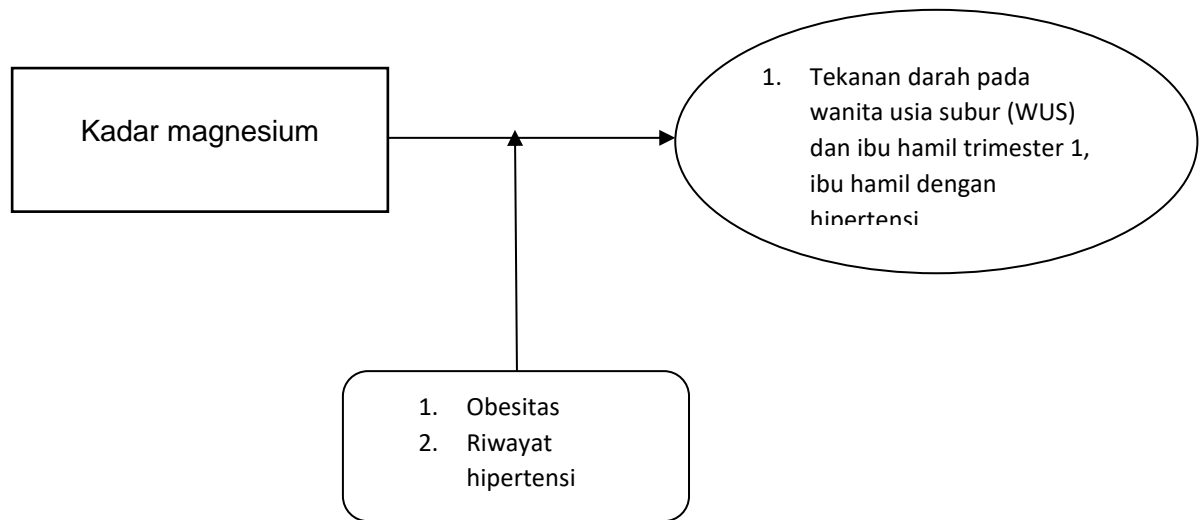 Kadar magnesium
1. Tekanan darah pada
wanita usia subur (WUS)
dan ibu hamil trimester 1,
ibu hamil dengan
hipertensi
1. Obesitas
2. Riwayat
hipertensi